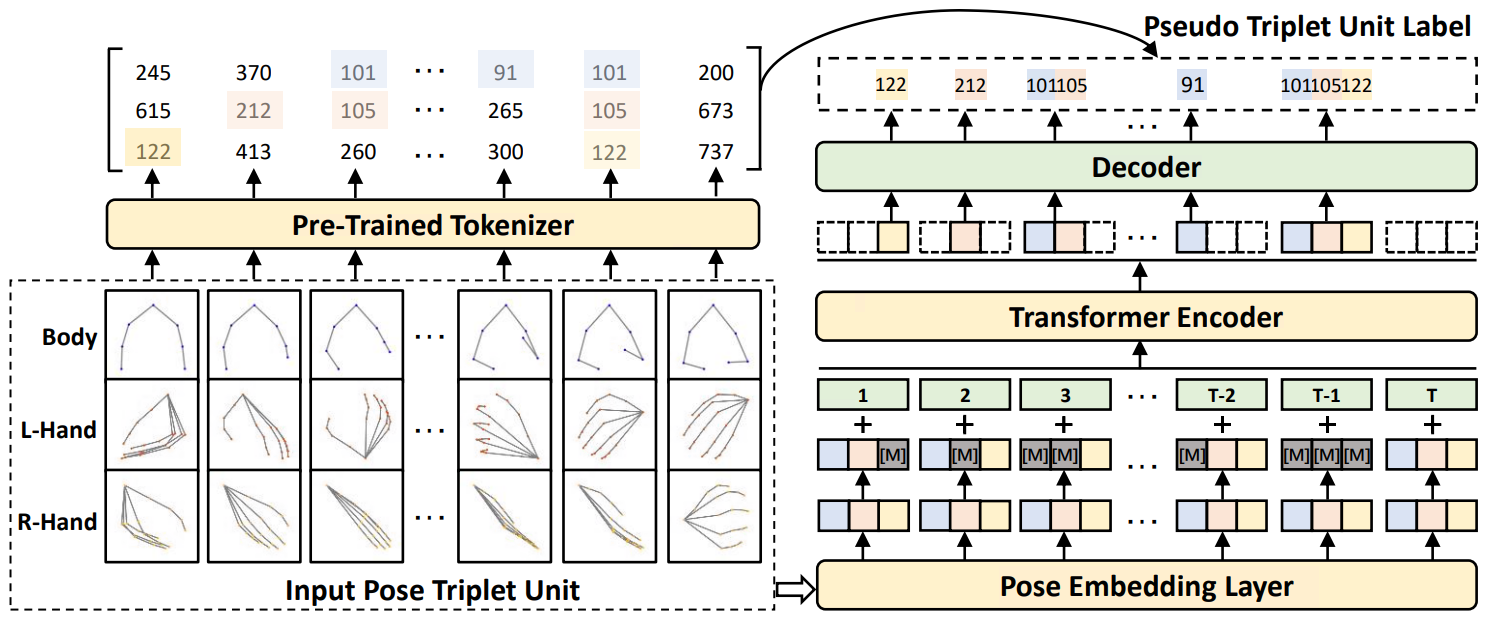 Pseudo Triplet Unit Label
245 370 101 ... 91 101 200
615 212 105 ... 265 105 673
122 413 260 ... 300 122 737
122 212 101105 91 101105122
...
Pre-Trained Tokenizer
Decoder
...
Transformer Encoder
Body ...
L-Hand ...
R-Hand ...
1 2 3 ... T-2 T-1 T
+ + + + + +
[M] [M] [M][M] ... [M] [M][M][M]
...
Input Pose Triplet Unit
Pose Embedding Layer